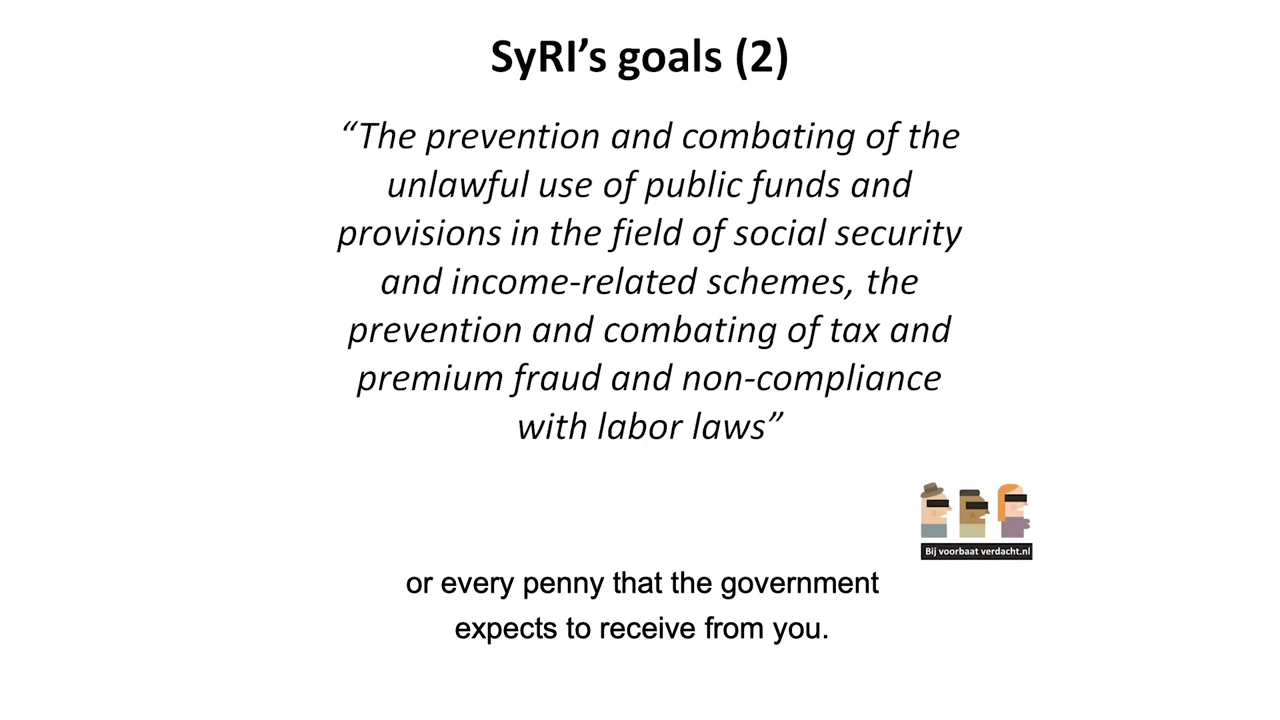 SyRI’s goals (2)
“The prevention and combating of the
unlawful use of public funds and
provisions in the field of social security
and income-related schemes, the
prevention and combating of tax and
premium fraud and non-compliance
with labor laws”
Bij voorbaat verdacht.nl
or every penny that the government
expects to receive from you.